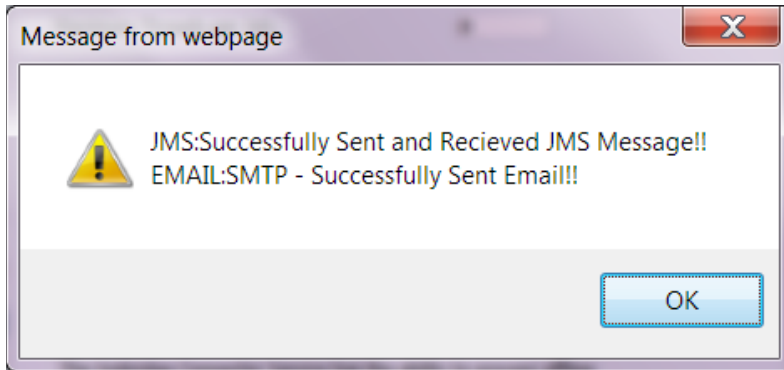 Message from webpage
JMS:Successfully Sent and Recieved JMS Message!!
EMAIL:SMTP - Successfully Sent Email!!
OK